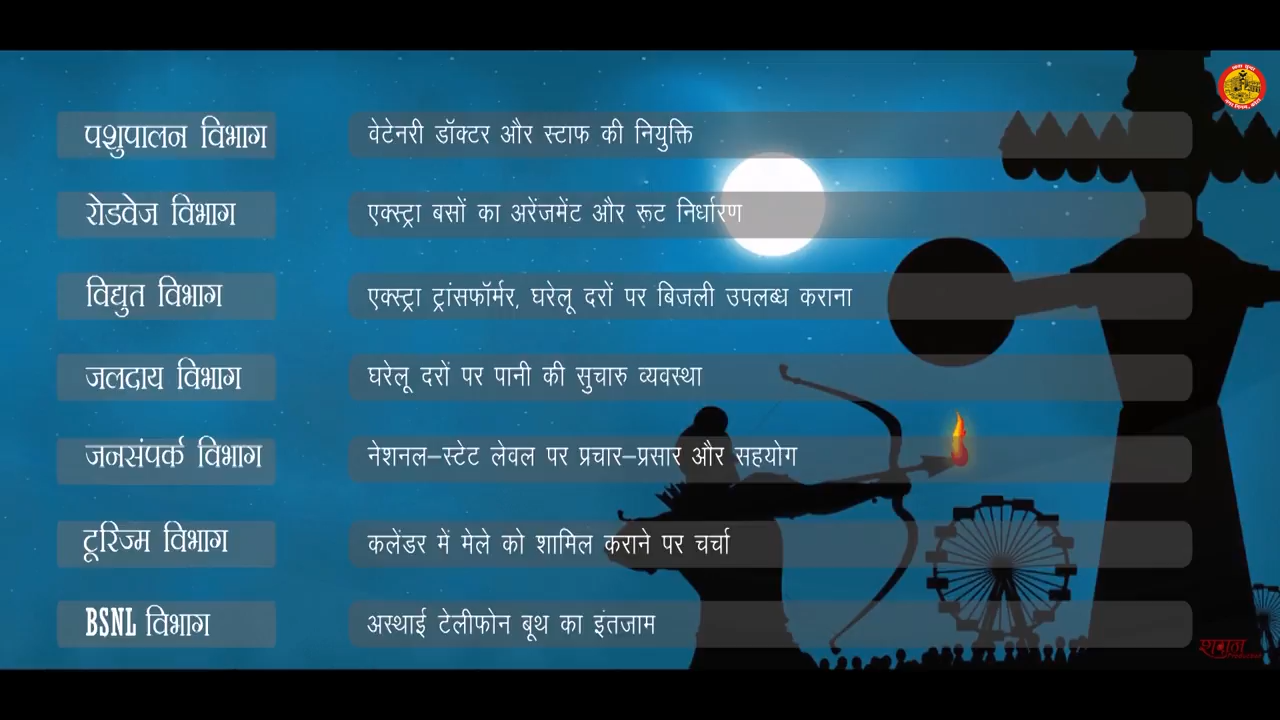 पशुपालन विभाग वेटेनरी डॉक्टर और स्टाफ की नियुक्ति
रोडवेज विभाग एक्स्ट्रा बसों का अरेंजमेंट और रूट निर्धारण
विद्युत विभाग एक्स्ट्रा ट्रांसफॉर्मर, घरेलू दरों पर बिजली उपलब्ध कराना
जलदाय विभाग घरेलू दरों पर पानी की सुचारु व्यवस्था
जनसंपर्क विभाग नेशनल-स्टेट लेवल पर प्रचार-प्रसार और सहयोग
टूरिज्म विभाग कलेंडर में मेले को शामिल कराने पर चर्चा
BSNL विभाग अस्थाई टेलीफोन बूथ का इंतजाम